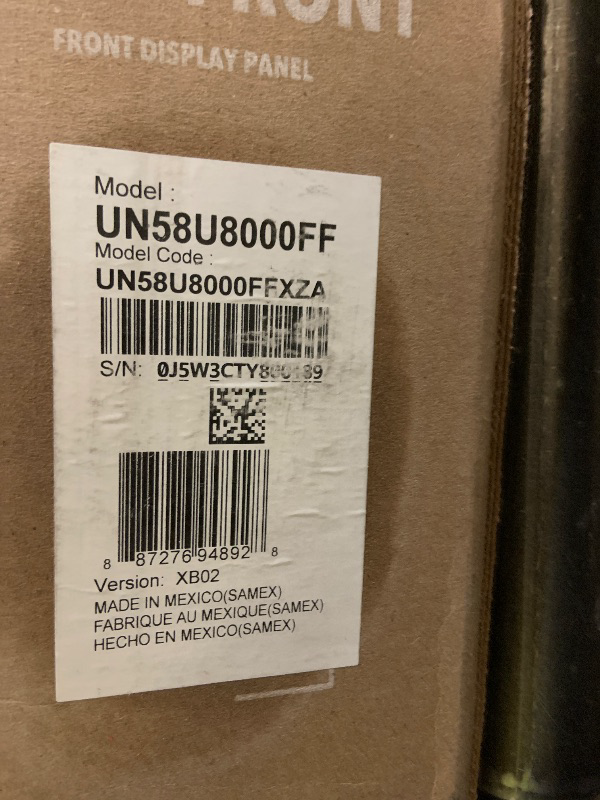 FRONT
FRONT DISPLAY PANEL
Model :
UN58U8000FF
Model Code :
UN58U8000FFXZA
S/N:
8 87276 94892 8
Version: XB02
MADE IN MEXICO(SAMEX)
FABRIQUE AU MEXIQUE(SAMEX)
HECHO EN MEXICO(SAMEX)